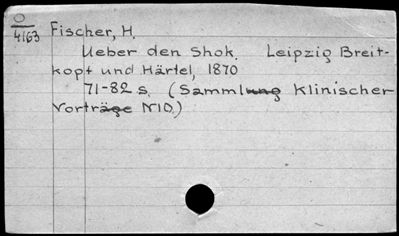 O
4163 Fischer, H.
Ueber den Shok. Leipzig Breit-
kopf und Härtel, 1870
71-82 s. (Sammlung klinischer
Vorträge N10.)